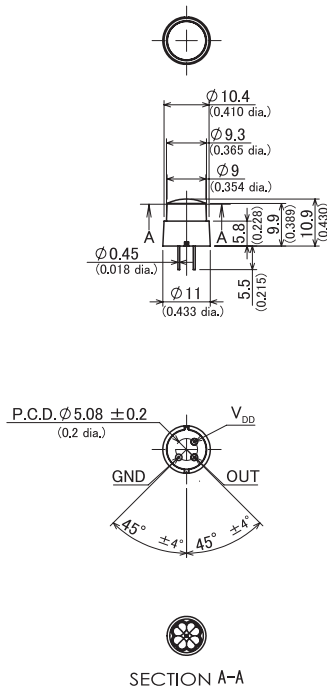 Ø10.4
(0.410 dia.)
Ø9.3
(0.365 dia.)
Ø9
(0.354 dia.)
A A
5.8
(0.228)
9.9
(0.389)
10.9
(0.430)
Ø0.45
(0.018 dia.)
Ø11
(0.433 dia.)
5.5
(0.215)
P.C.D.Ø5.08 ±0.2
(0.2 dia.)
VDD
GND OUT
45° ±4° 45° ±4°
SECTION A-A